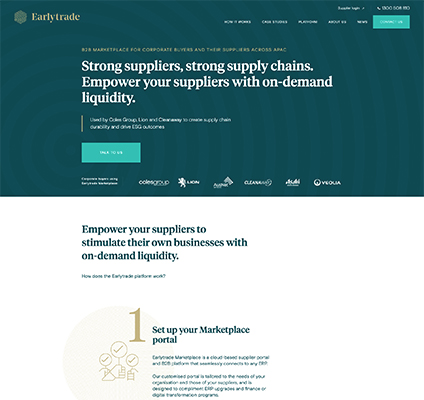 Earlytrade
Supplier login
1300 508 993
HOW IT WORKS
CASE STUDIES
PLATFORM
ABOUT US
NEWS
CONTACT US
B2B MARKETPLACE FOR CORPORATE BUYERS AND THEIR SUPPLIERS ACROSS APAC
Strong suppliers, strong supply chains.
Empower your suppliers with on-demand
liquidity.
Used by Coles Group, Lion and Cleanaway to create supply chain
durability and drive ESG outcomes
TALK TO US
Corporate buyers using
Earlytrade Marketplace
colesgroup
LION
CLEANAWAY
VEOLIA
Empower your suppliers to
stimulate their own businesses with
on-demand liquidity.
How does the Earlytrade platform work?
1
Set up your Marketplace
portal
Earlytrade Marketplace is a cloud-based supplier portal
and B2B platform that seamlessly connects to any ERP.
Our customised portal is tailored to the needs of your
organisation and those of your suppliers, and is
designed to compliment ERP upgrades and finance or
digital transformation programs.